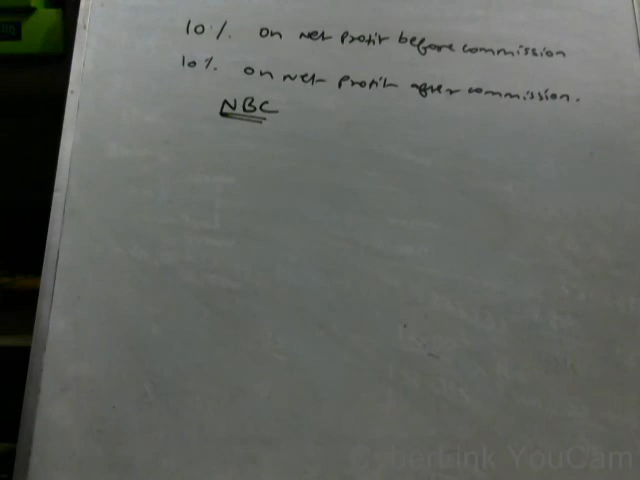 10%. on net profit before commission
10% on net profit after commission.
NBC
CyberLink YouCam